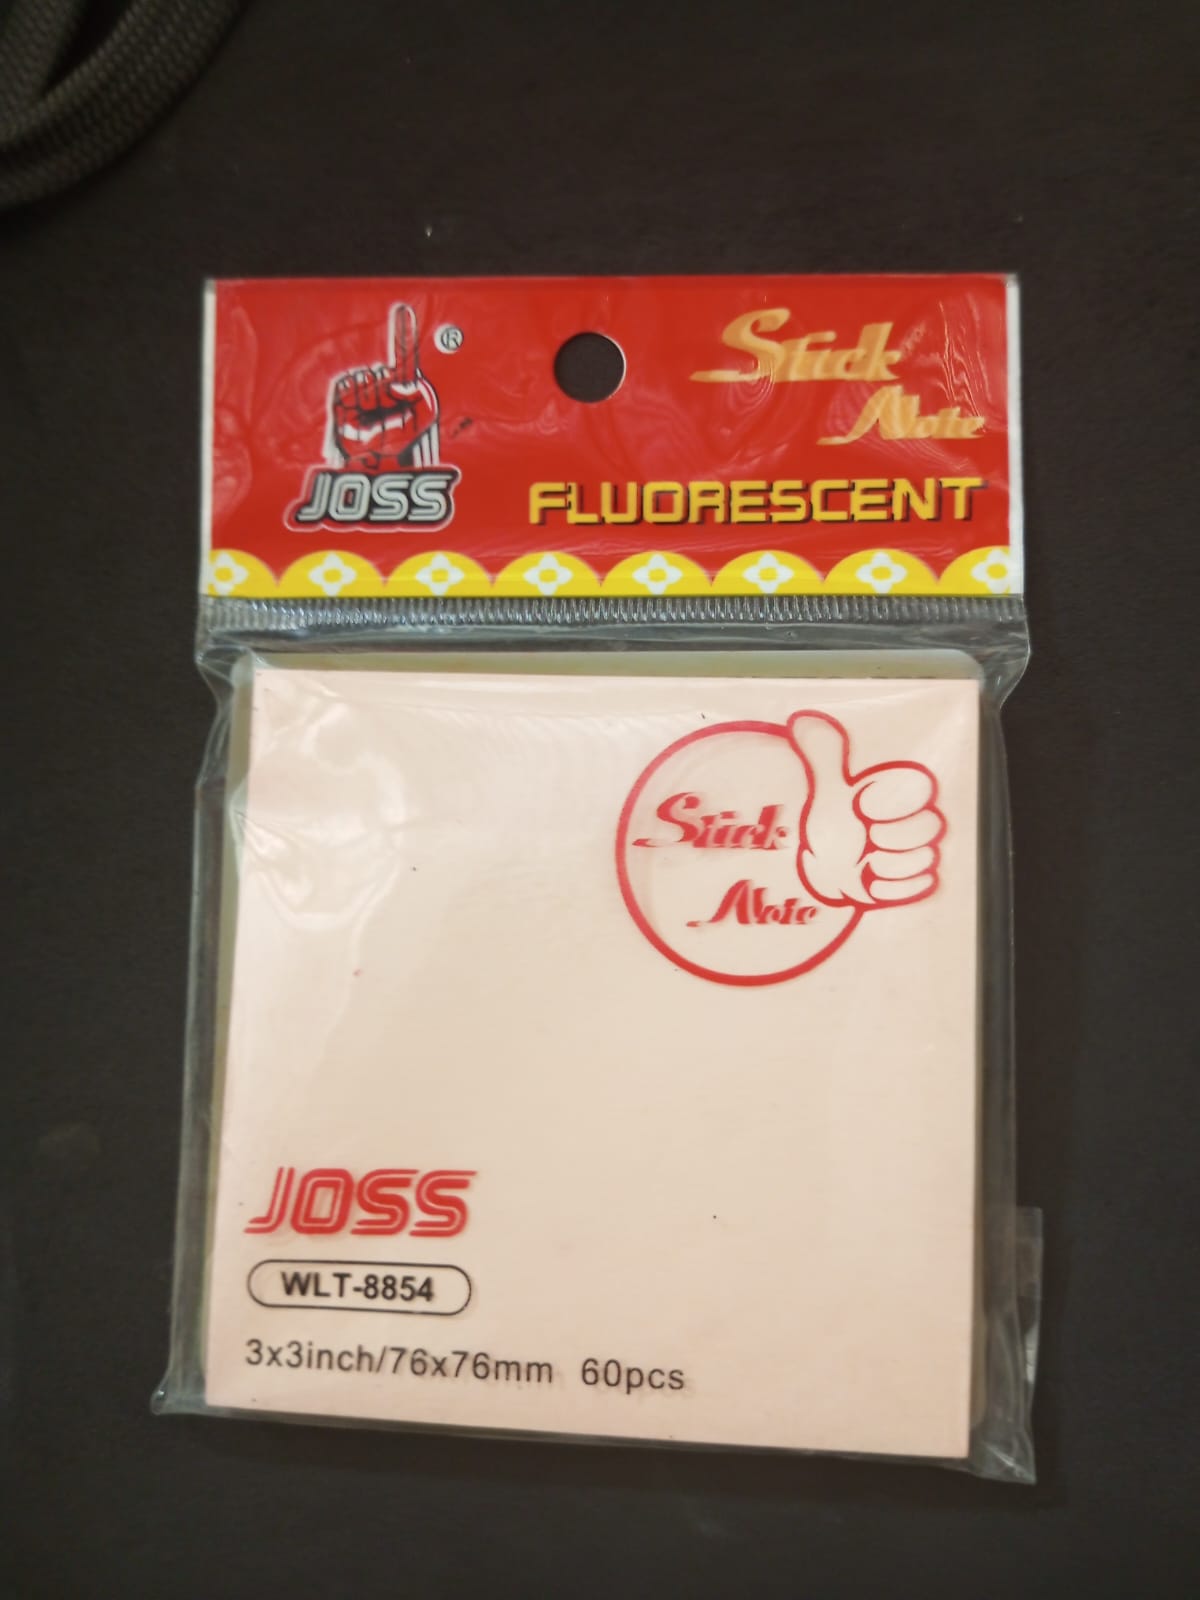 ®
JOSS
Stick
Note
FLUORESCENT
Stick
Note
JOSS
WLT-8854
3x3inch/76x76mm 60pcs